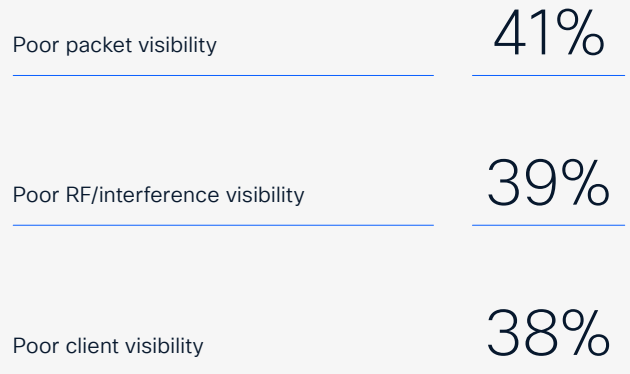 Poor packet visibility 41%
Poor RF/interference visibility 39%
Poor client visibility 38%